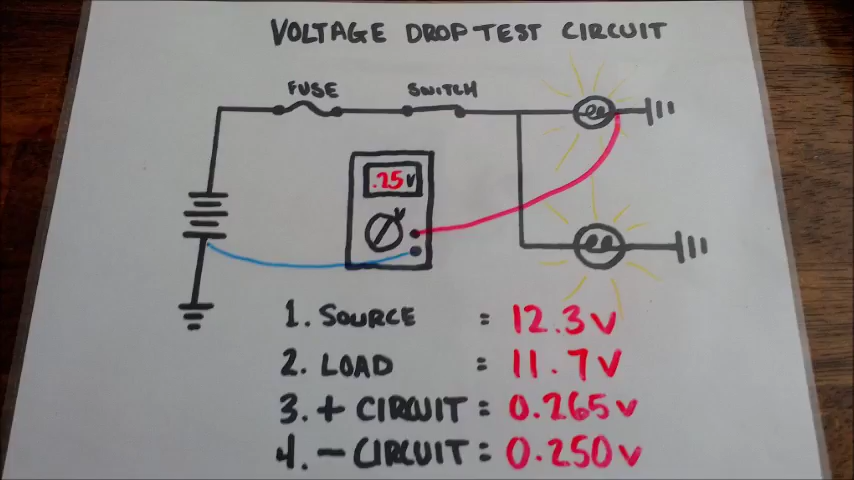 VOLTAGE DROP TEST CIRCUIT
FUSE
SWITCH
.25V
V
1. SOURCE = 12.3V
2. LOAD = 11.7V
3. + CIRCUIT = 0.265V
4. - CIRCUIT = 0.250V